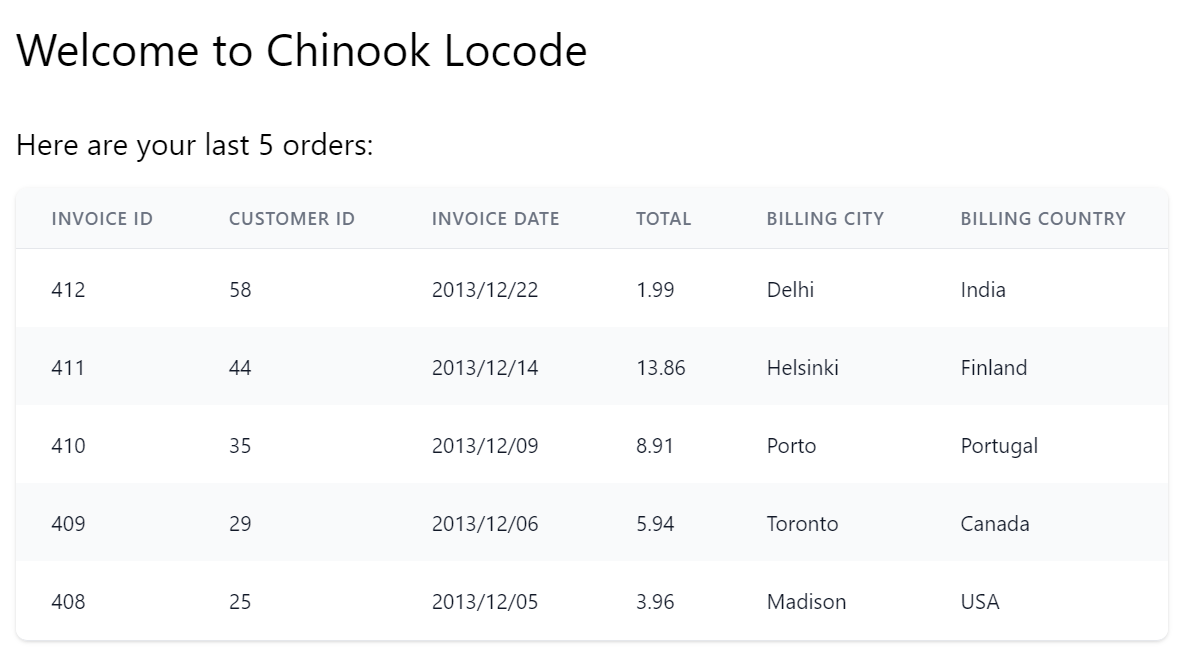 Welcome to Chinook Locode
Here are your last 5 orders:
INVOICE ID CUSTOMER ID INVOICE DATE TOTAL BILLING CITY BILLING COUNTRY
412 58 2013/12/22 1.99 Delhi India
411 44 2013/12/14 13.86 Helsinki Finland
410 35 2013/12/09 8.91 Porto Portugal
409 29 2013/12/06 5.94 Toronto Canada
408 25 2013/12/05 3.96 Madison USA